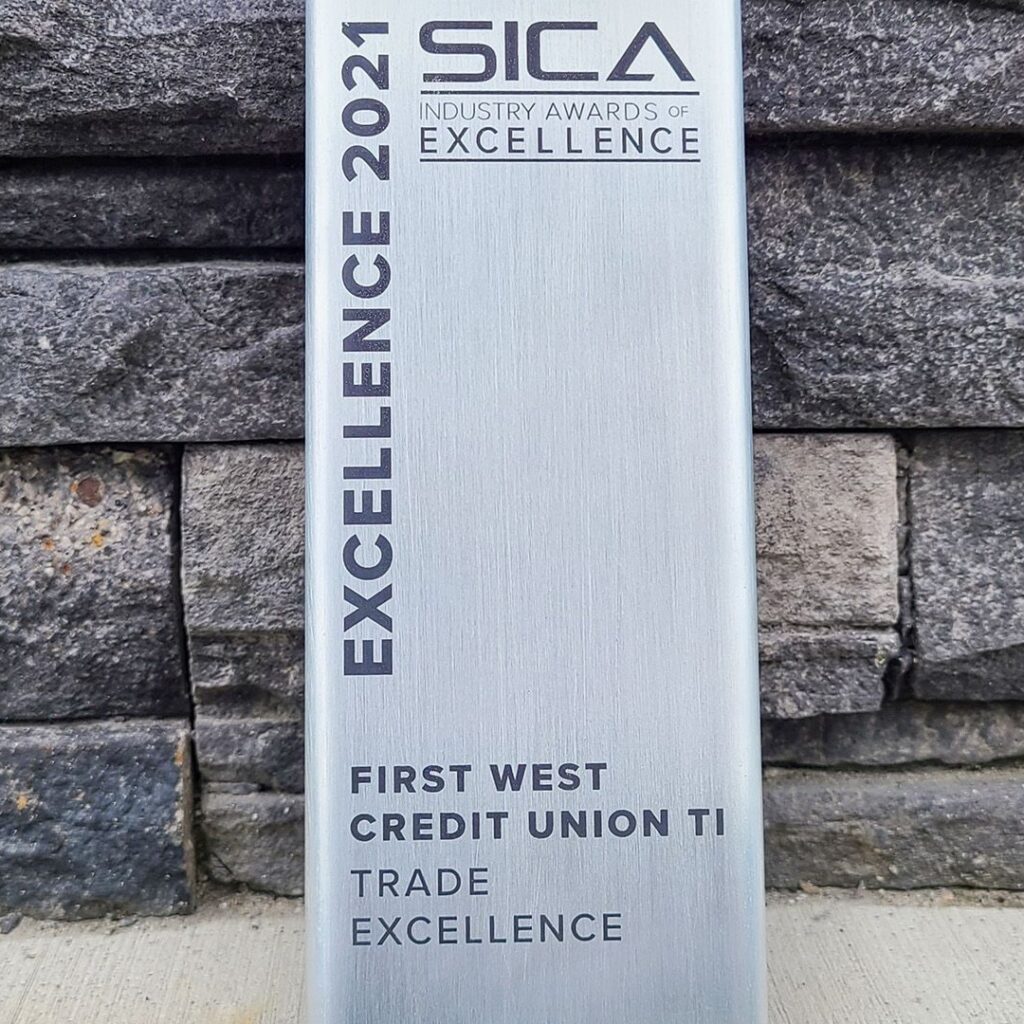 EXCELLENCE 2021
SICA
INDUSTRY AWARDS OF
EXCELLENCE
FIRST WEST
CREDIT UNION TI
TRADE
EXCELLENCE